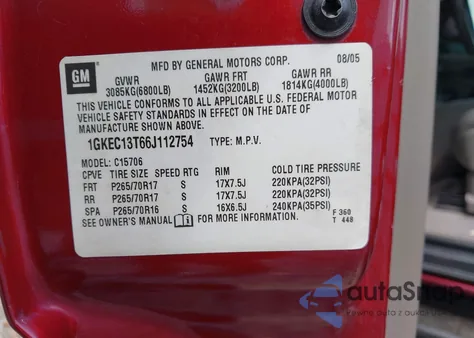 GM
MFD BY GENERAL MOTORS CORP. 08/05
GVWR GAWR FRT GAWR RR
3085KG(6800LB) 1452KG(3200LB) 1814KG(4000LB)
THIS VEHICLE CONFORMS TO ALL APPLICABLE U.S. FEDERAL MOTOR
VEHICLE SAFETY STANDARDS IN EFFECT ON THE DATE OF
MANUFACTURE SHOWN ABOVE.
1GKEC13T66J112754 TYPE: M.P.V.
MODEL: C15706
CPVE TIRE SIZE SPEED RTG RIM COLD TIRE PRESSURE
FRT P265/70R17 S 17X7.5J 220KPA(32PSI)
RR P265/70R17 S 17X7.5J 220KPA(32PSI)
SPA P265/70R16 S 16X6.5J 240KPA(35PSI)
SEE OWNER'S MANUAL FOR MORE INFORMATION. F 360
T 448
autoSnap